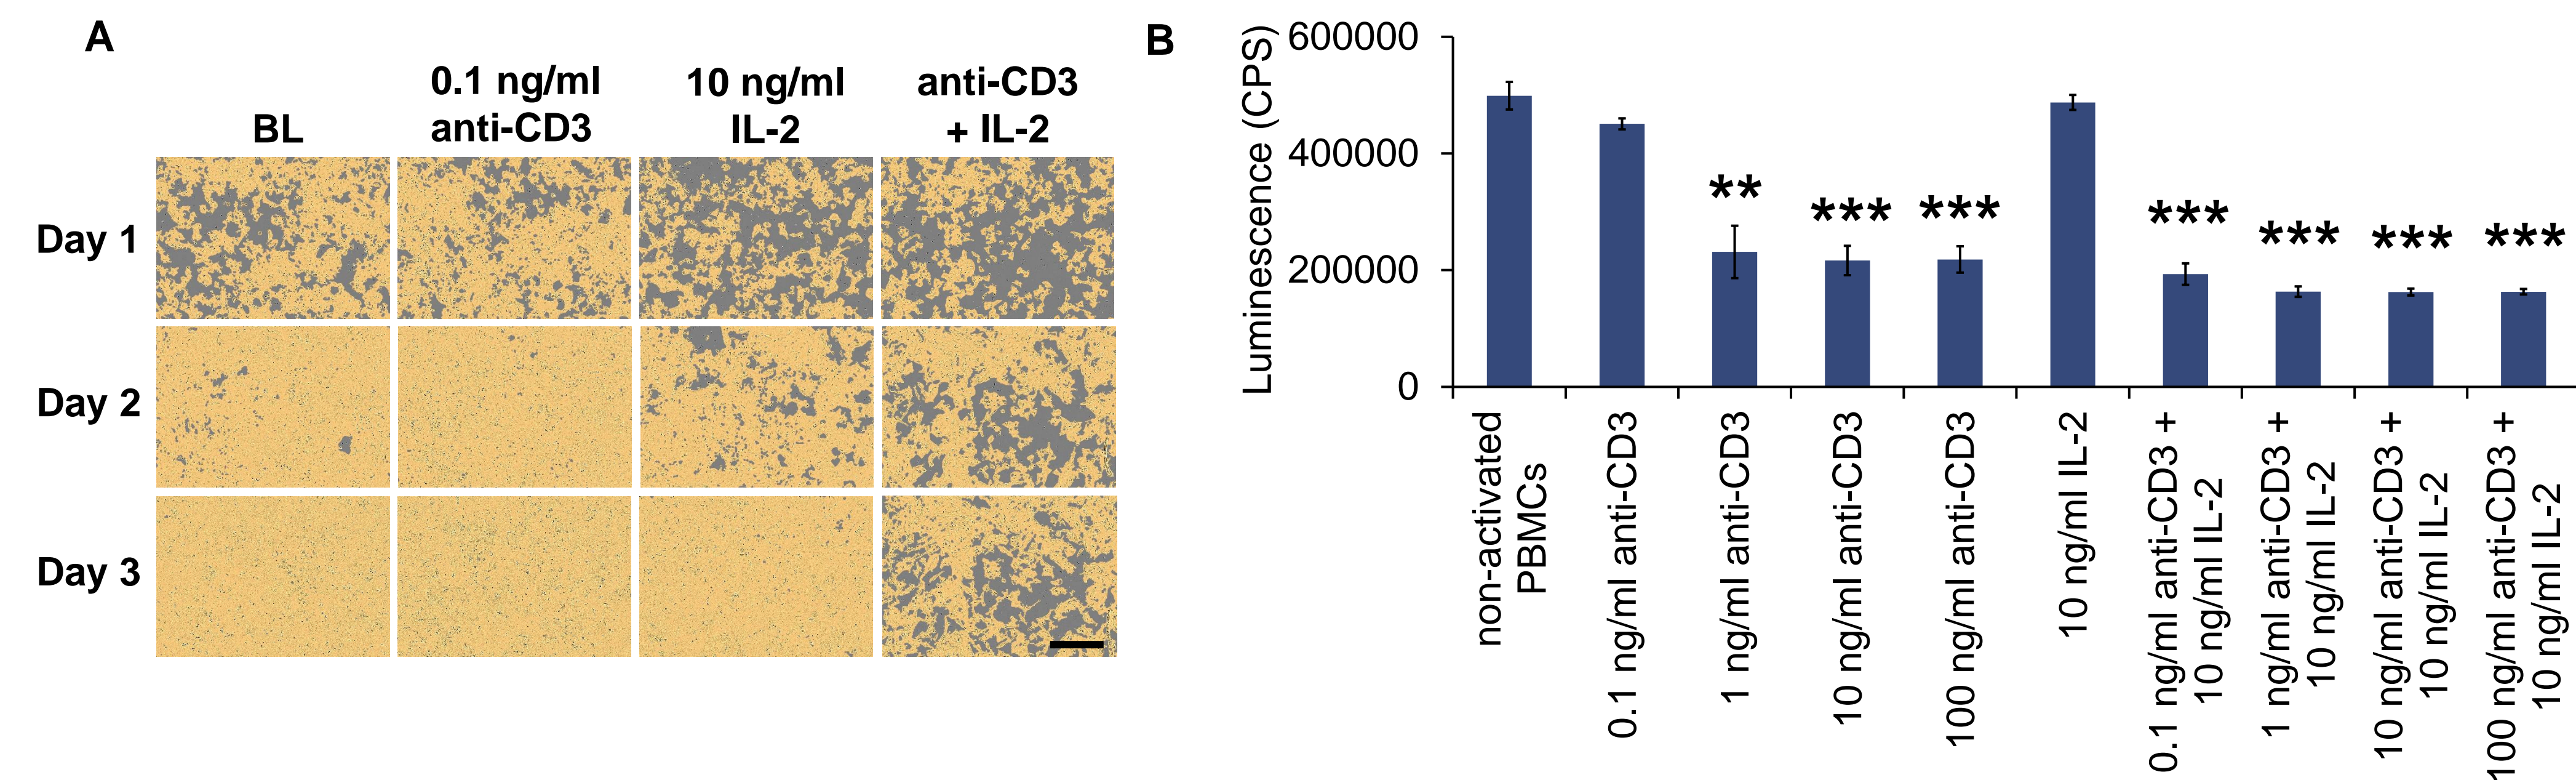 A
BL
0.1 ng/ml
anti-CD3
10 ng/ml
IL-2
anti-CD3
+ IL-2
Day 1
Day 2
Day 3
B
Luminescence (CPS)
600000
400000
200000
0
**
***
***
***
***
***
***
non-activated
PBMCs
0.1 ng/ml anti-CD3
1 ng/ml anti-CD3
10 ng/ml anti-CD3
100 ng/ml anti-CD3
10 ng/ml IL-2
0.1 ng/ml anti-CD3 +
10 ng/ml IL-2
1 ng/ml anti-CD3 +
10 ng/ml IL-2
10 ng/ml anti-CD3 +
10 ng/ml IL-2
100 ng/ml anti-CD3 +
10 ng/ml IL-2